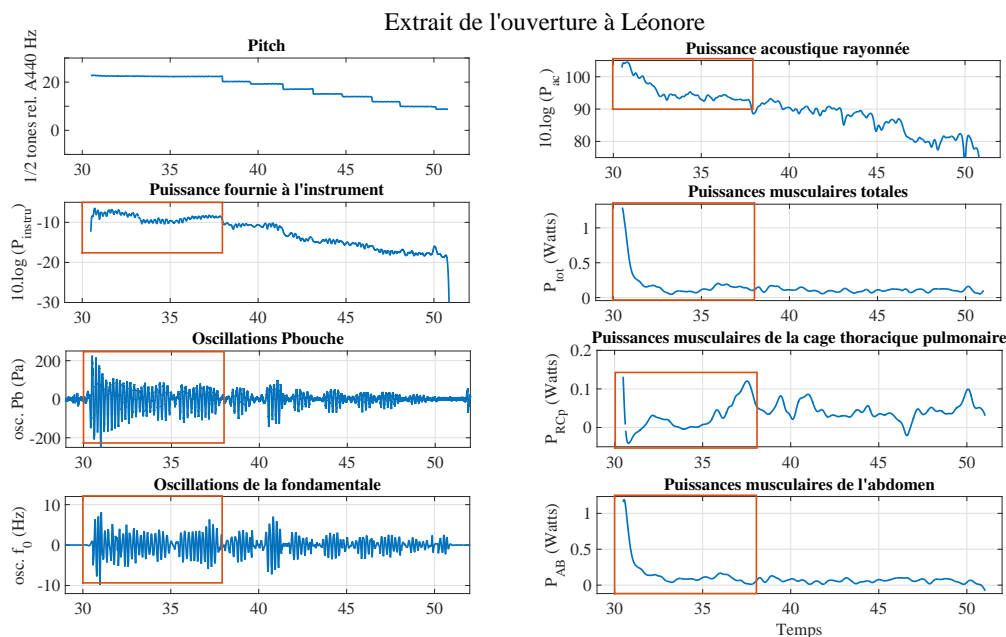 Extrait de l'ouverture à Léonore
Pitch
1/2 tones rel. A440 Hz
20
0
30 35 40 45 50
Puissance fournie à l'instrument
10.log (P_instru)
-10
-20
-30
30 35 40 45 50
Oscillations Pbouche
osc. Pb (Pa)
200
0
-200
30 35 40 45 50
Oscillations de la fondamentale
osc. f_0 (Hz)
10
0
-10
30 35 40 45 50
Puissance acoustique rayonnée
10.log (P_ac)
100
90
80
30 35 40 45 50
Puissances musculaires totales
P_tot (Watts)
1
0.5
0
30 35 40 45 50
Puissances musculaires de la cage thoracique pulmonaire
P_RCp (Watts)
0.2
0.1
0
30 35 40 45 50
Puissances musculaires de l'abdomen
P_AB (Watts)
1
0.5
0
30 35 40 45 50
Temps